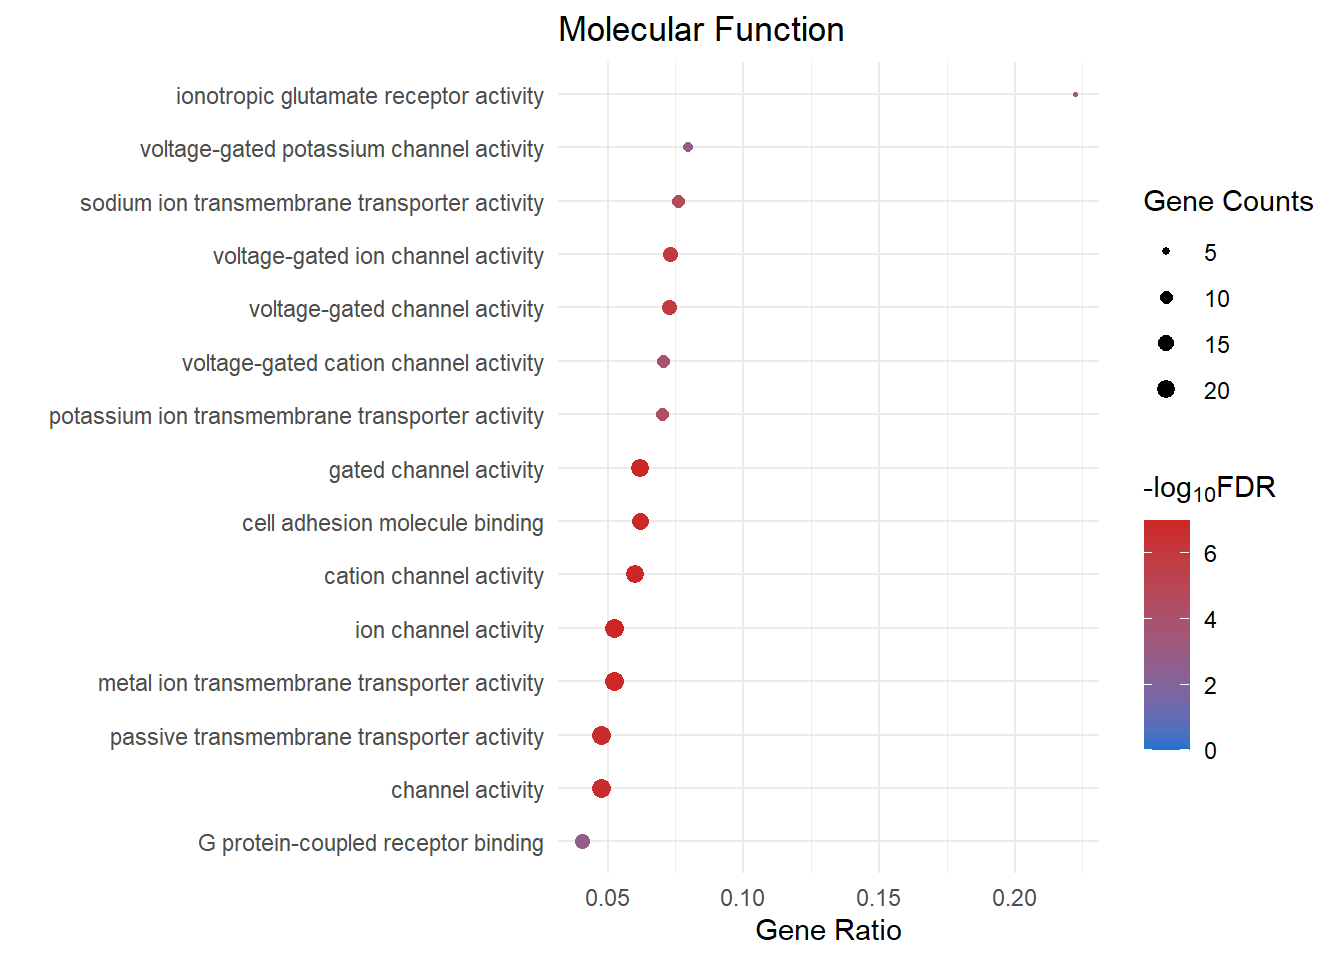 Molecular Function
ionotropic glutamate receptor activity
voltage-gated potassium channel activity
sodium ion transmembrane transporter activity
voltage-gated ion channel activity
voltage-gated channel activity
voltage-gated cation channel activity
potassium ion transmembrane transporter activity
gated channel activity
cell adhesion molecule binding
cation channel activity
ion channel activity
metal ion transmembrane transporter activity
passive transmembrane transporter activity
channel activity
G protein-coupled receptor binding
0.05 0.10 0.15 0.20
Gene Ratio
Gene Counts
5
10
15
20
-log₁₀FDR
6
4
2
0